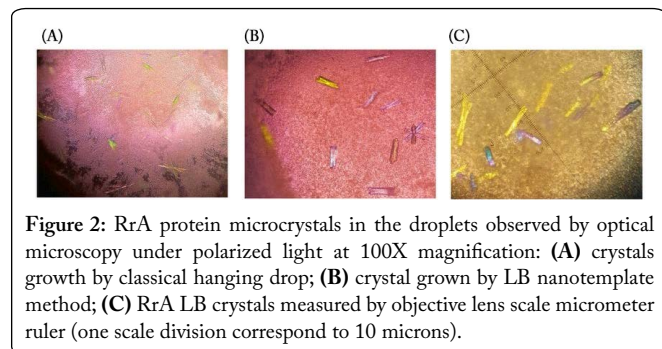 (A) (B) (C)
Figure 2: RrA protein microcrystals in the droplets observed by optical
microscopy under polarized light at 100X magnification: (A) crystals
growth by classical hanging drop; (B) crystal grown by LB nanotemplate
method; (C) RrA LB crystals measured by objective lens scale micrometer
ruler (one scale division correspond to 10 microns).